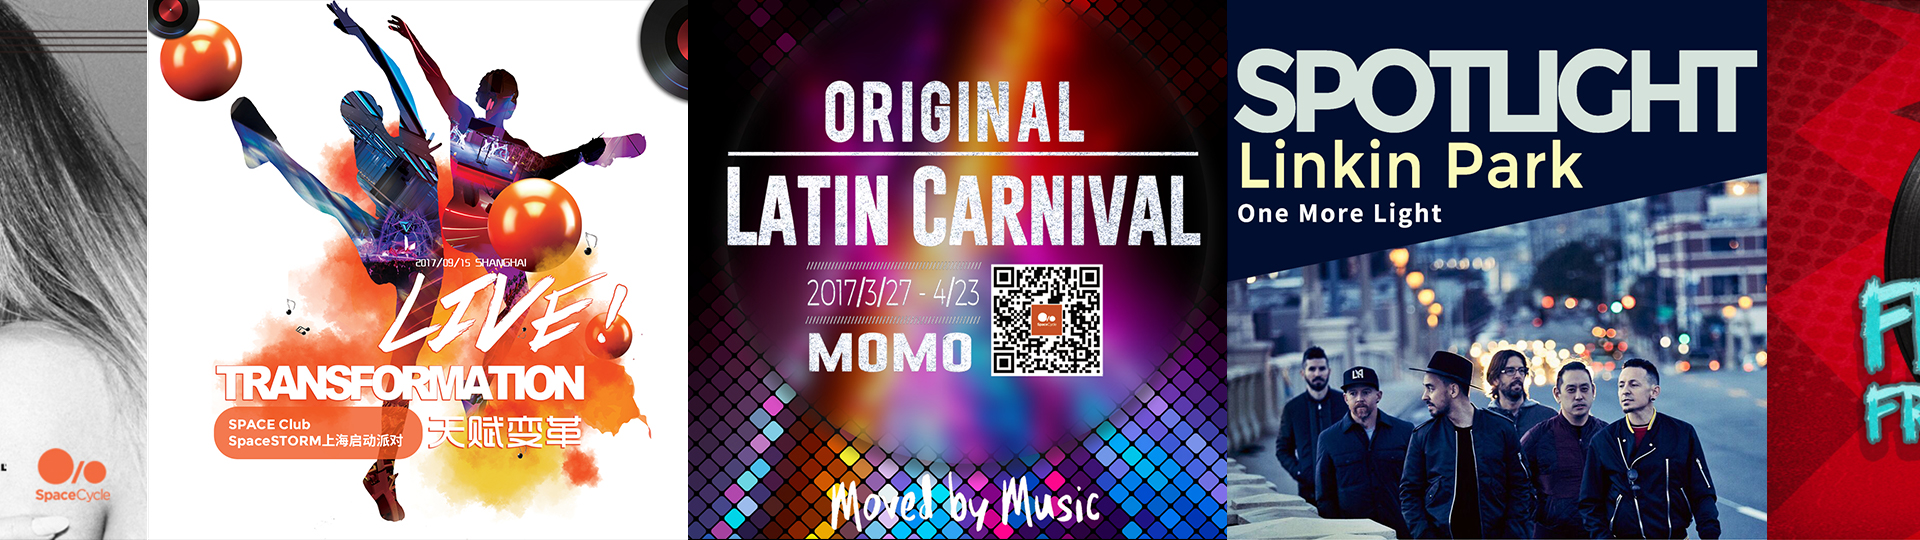 SpaceCycle
2017/09/15 SHANGHAI
LIVE!
TRANSFORMATION
SPACE Club
SpaceSTORM上海启动派对
天赋变革
ORIGINAL
LATIN CARNIVAL
2017/3/27 - 4/23
MOMO
SpaceCycle
Moved by Music
SPOTLIGHT
Linkin Park
One More Light